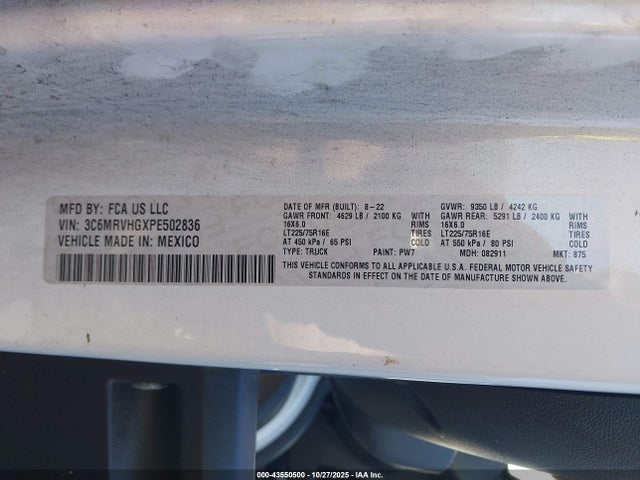 MFD BY: FCA US LLC
VIN: 3C6MRVHGXPE502836
VEHICLE MADE IN: MEXICO
DATE OF MFR (BUILT): 8-22
GAWR FRONT: 4629 LB / 2100 KG
16X6.0 RIMS
LT225/75R16E TIRES
AT 450 kPa / 65 PSI COLD
TYPE: TRUCK PAINT: PW7
GVWR: 9350 LB / 4242 KG
GAWR REAR: 5291 LB / 2400 KG
16X6.0 RIMS
LT225/75R16E TIRES
AT 550 kPa / 80 PSI COLD
MDH: 082911 MKT: 875
THIS VEHICLE CONFORMS TO ALL APPLICABLE U.S.A. FEDERAL MOTOR VEHICLE SAFETY
STANDARDS IN EFFECT ON THE DATE OF MANUFACTURE SHOWN ABOVE.
000-43550500 - 10/27/2025 - IAA Inc.